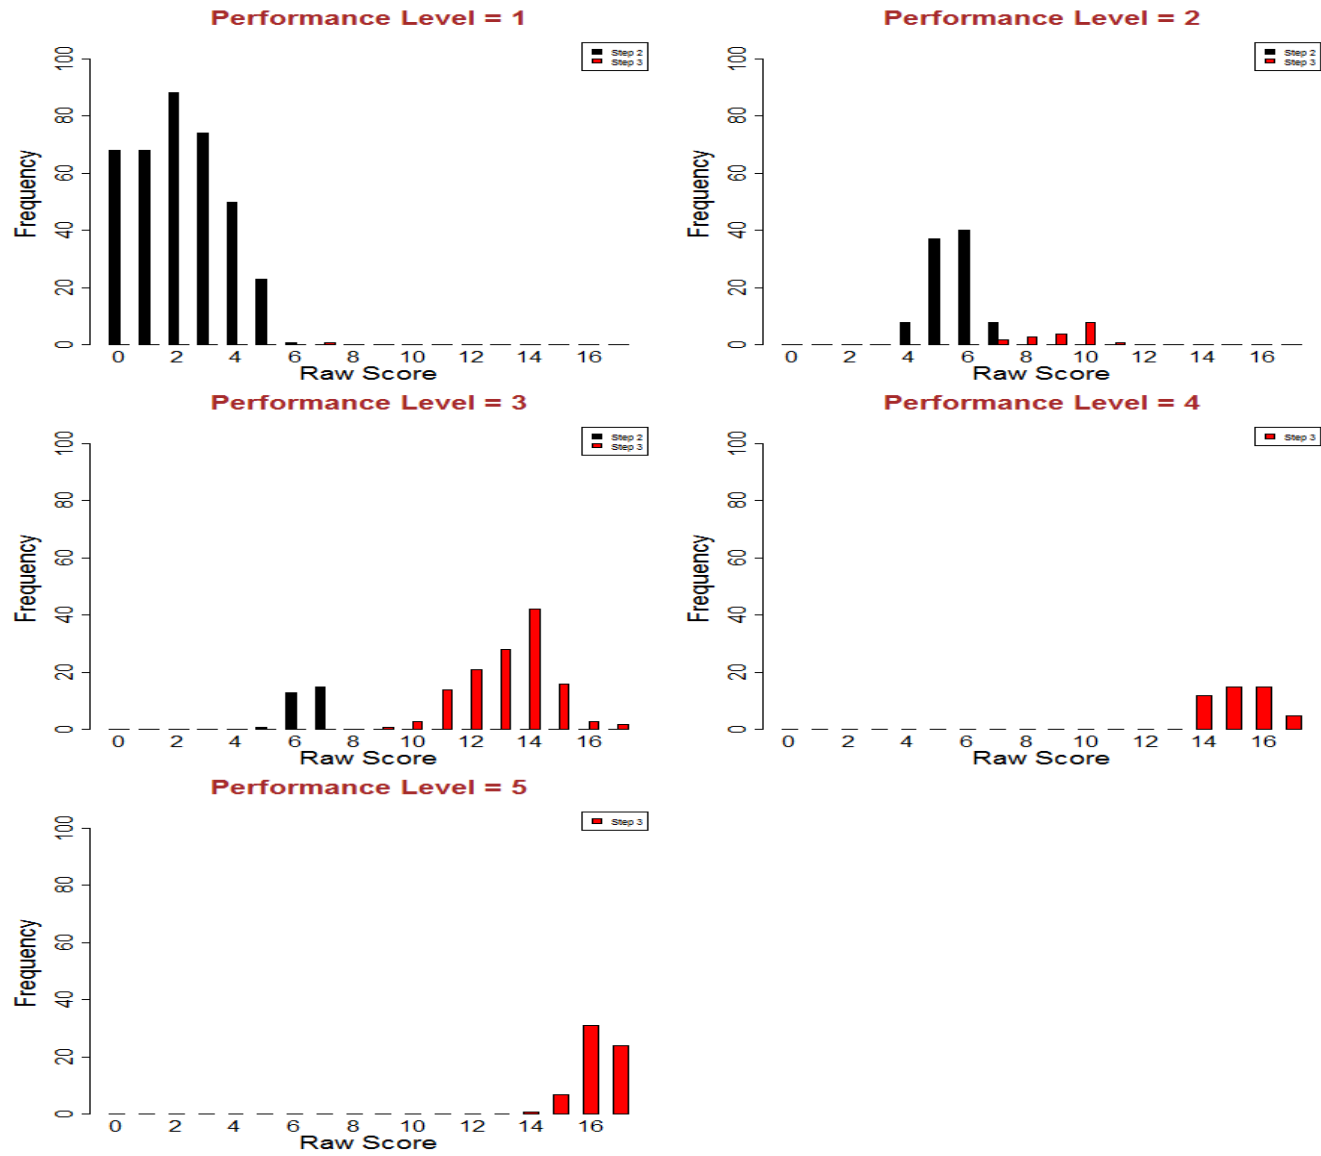 Performance Level = 1
Step 2
Step 3
Frequency
0 20 40 60 80 100
0 2 4 6 8 10 12 14 16
Raw Score
Performance Level = 2
Step 2
Step 3
Frequency
0 20 40 60 80 100
0 2 4 6 8 10 12 14 16
Raw Score
Performance Level = 3
Step 2
Step 3
Frequency
0 20 40 60 80 100
0 2 4 6 8 10 12 14 16
Raw Score
Performance Level = 4
Step 3
Frequency
0 20 40 60 80 100
0 2 4 6 8 10 12 14 16
Raw Score
Performance Level = 5
Step 3
Frequency
0 20 40 60 80 100
0 2 4 6 8 10 12 14 16
Raw Score